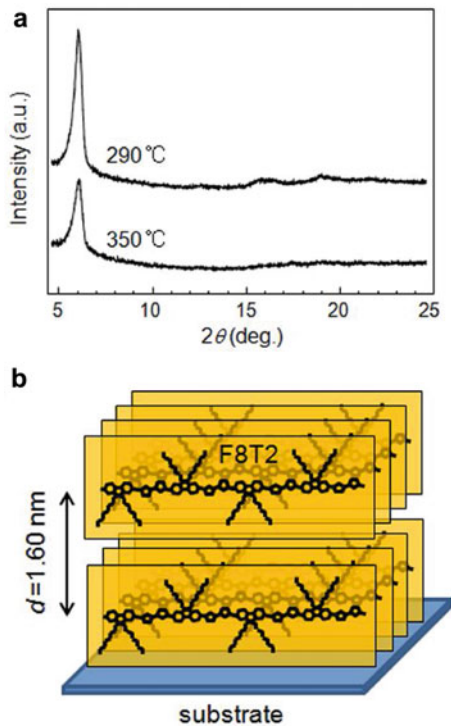 a
Intensity (a.u.)
290 °C
350 °C
5 10 15 20 25
2θ (deg.)
b
F8T2
d=1.60 nm
substrate